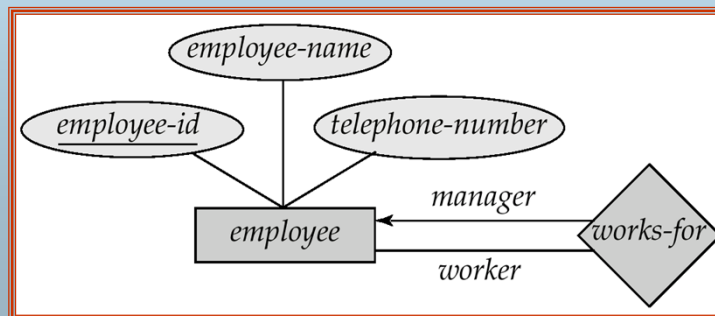 employee-name
employee-id
telephone-number
manager
employee
works-for
worker